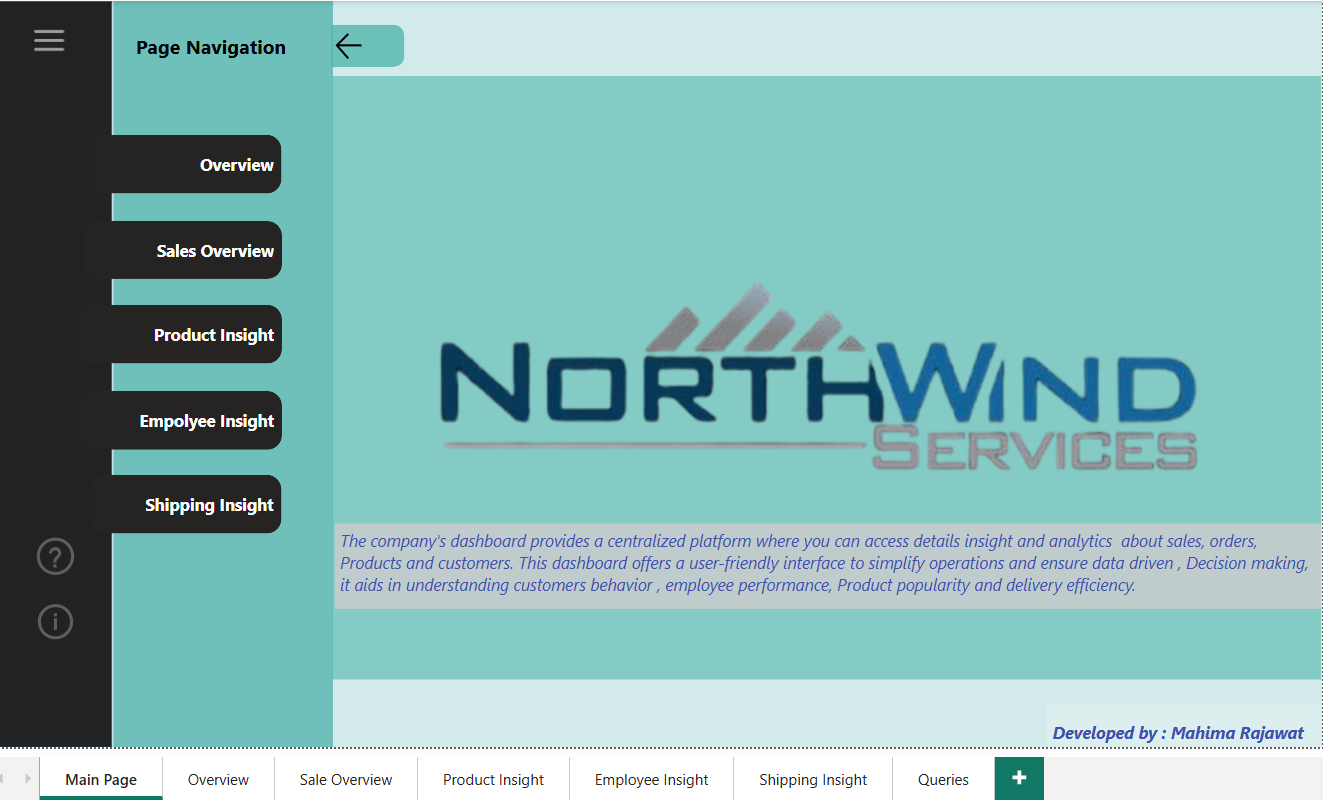 Page Navigation
Overview
Sales Overview
Product Insight
Empolyee Insight
Shipping Insight
?
i
NORTHWIND
SERVICES
The company's dashboard provides a centralized platform where you can access details insight and analytics  about sales, orders,
Products and customers. This dashboard offers a user-friendly interface to simplify operations and ensure data driven , Decision making,
it aids in understanding customers behavior , employee performance, Product popularity and delivery efficiency.
Developed by : Mahima Rajawat
Main Page
Overview
Sale Overview
Product Insight
Employee Insight
Shipping Insight
Queries
+